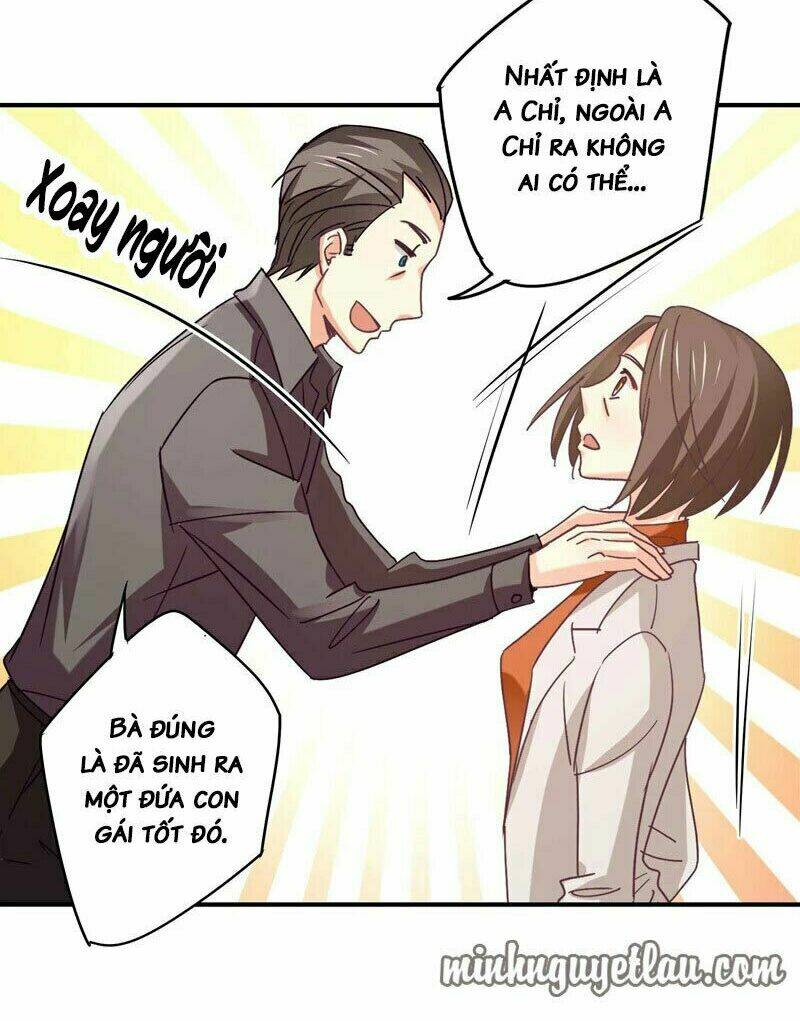 NHẤT ĐỊNH LÀ
A CHỈ, NGOÀI A
CHỈ RA KHÔNG
AI CÓ THỂ...
Xoay người
BÀ ĐÚNG
LÀ ĐÃ SINH RA
MỘT ĐỨA CON
GÁI TỐT ĐÓ.
minhnguyetlau.com